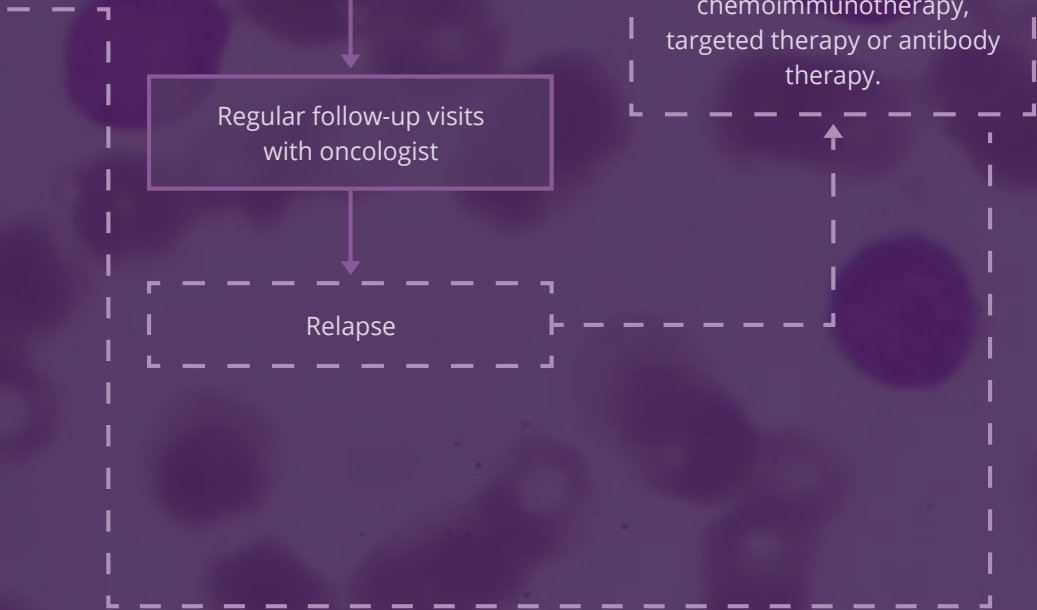 chemoimmunotherapy,
targeted therapy or antibody
therapy.
Regular follow-up visits
with oncologist
Relapse